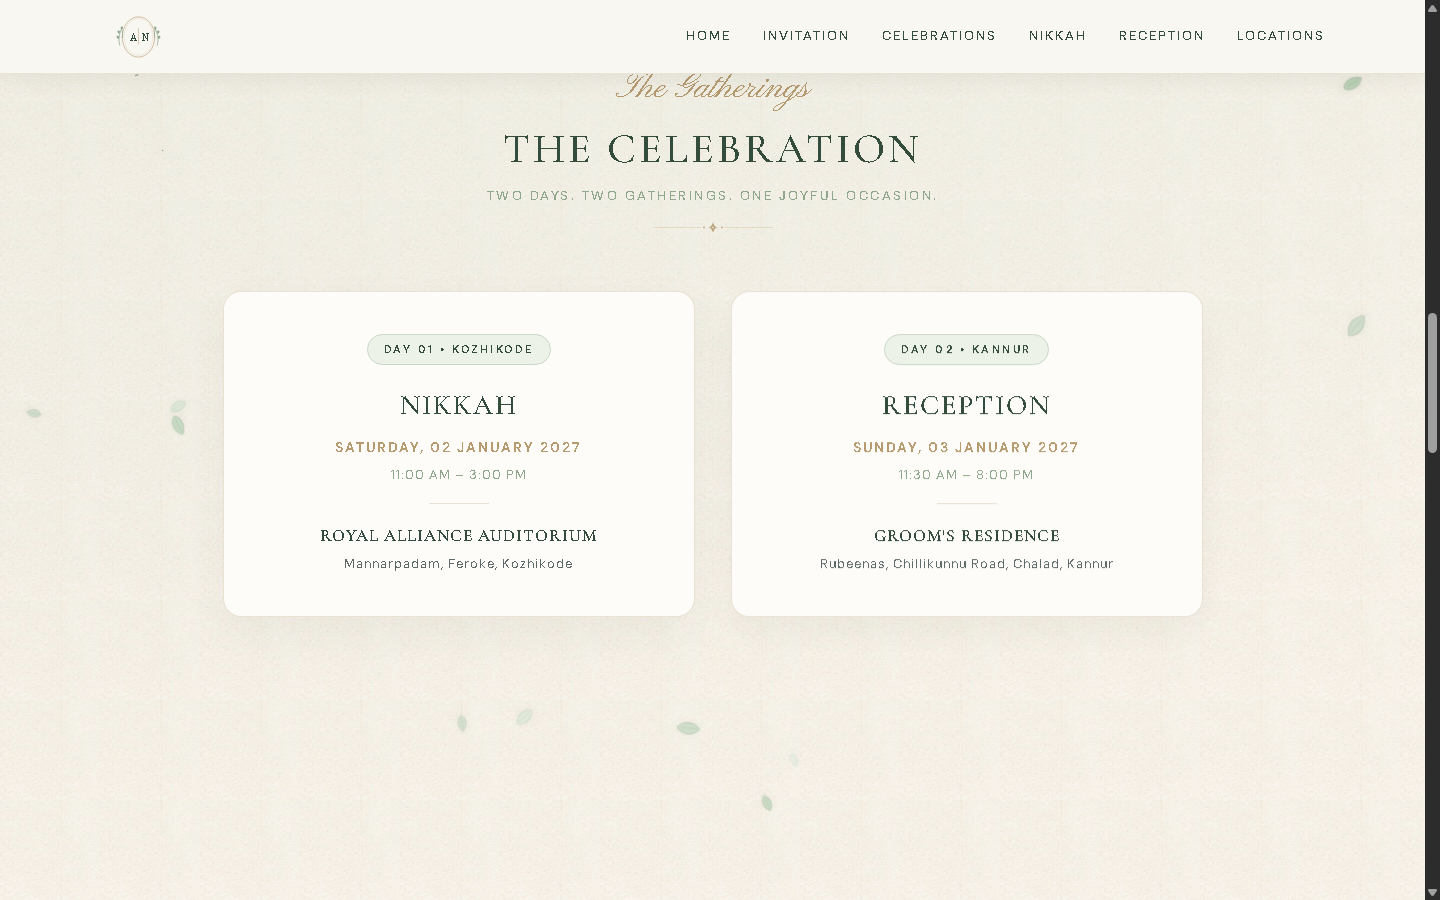 A N
HOME INVITATION CELEBRATIONS NIKKAH RECEPTION LOCATIONS
The Gatherings
THE CELEBRATION
TWO DAYS. TWO GATHERINGS. ONE JOYFUL OCCASION.
DAY 01 • KOZHIKODE
NIKKAH
SATURDAY, 02 JANUARY 2027
11:00 AM – 3:00 PM
ROYAL ALLIANCE AUDITORIUM
Mannarpadam, Feroke, Kozhikode
DAY 02 • KANNUR
RECEPTION
SUNDAY, 03 JANUARY 2027
11:30 AM – 8:00 PM
GROOM'S RESIDENCE
Rubeenas, Chillikunnu Road, Chalad, Kannur